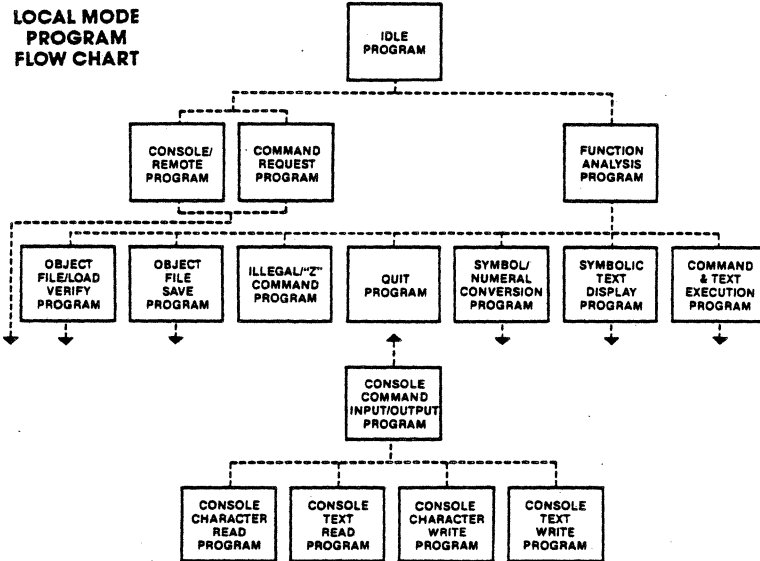 LOCAL MODE
PROGRAM
FLOW CHART
IDLE
PROGRAM
CONSOLE/
REMOTE
PROGRAM
COMMAND
REQUEST
PROGRAM
FUNCTION
ANALYSIS
PROGRAM
OBJECT
FILE/LOAD
VERIFY
PROGRAM
OBJECT
FILE
SAVE
PROGRAM
ILLEGAL/"Z"
COMMAND
PROGRAM
QUIT
PROGRAM
SYMBOL/
NUMERAL
CONVERSION
PROGRAM
SYMBOLIC
TEXT
DISPLAY
PROGRAM
COMMAND
& TEXT
EXECUTION
PROGRAM
CONSOLE
COMMAND
INPUT/OUTPUT
PROGRAM
CONSOLE
CHARACTER
READ
PROGRAM
CONSOLE
TEXT
READ
PROGRAM
CONSOLE
CHARACTER
WRITE
PROGRAM
CONSOLE
TEXT
WRITE
PROGRAM